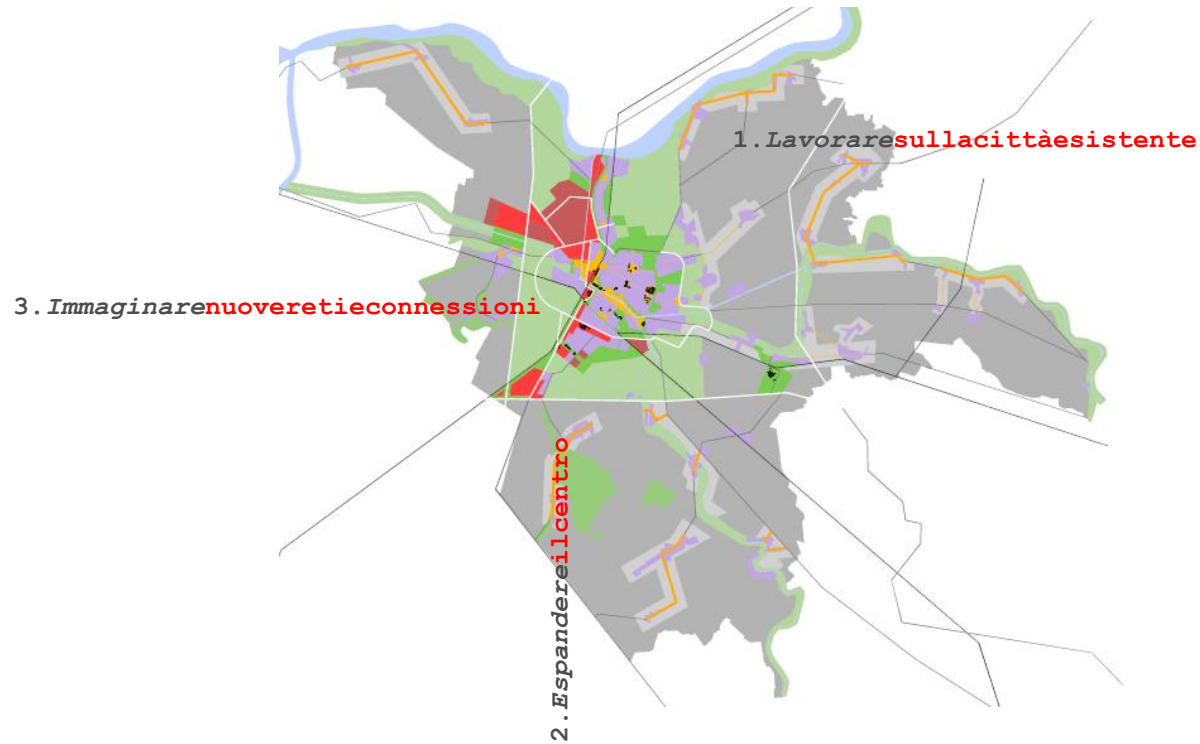 1.Lavoraresullacittàesistente
3.Immaginarenuoveretieconnessioni
2.Espandereilcentro